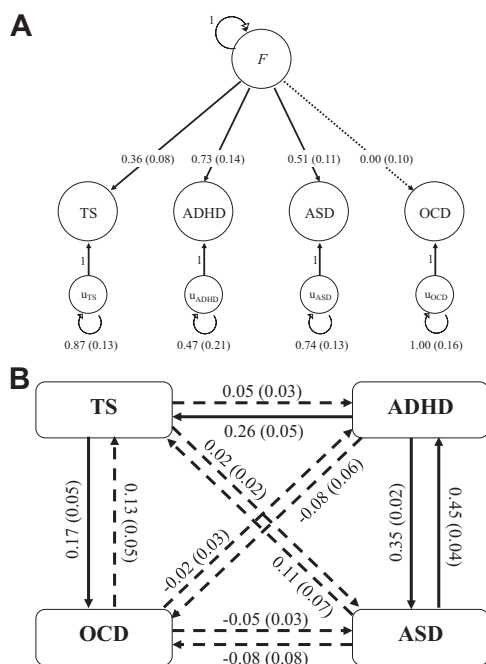 A
1
F
0.36 (0.08)
0.73 (0.14)
0.51 (0.11)
0.00 (0.10)
TS
ADHD
ASD
OCD
1
1
1
1
uTS
uADHD
uASD
uOCD
0.87 (0.13)
0.47 (0.21)
0.74 (0.13)
1.00 (0.16)
B
TS
0.05 (0.03)
ADHD
0.26 (0.05)
0.17 (0.05)
0.13 (0.05)
0.02 (0.02)
-0.08 (0.06)
0.35 (0.02)
0.45 (0.04)
-0.02 (0.03)
0.11 (0.07)
OCD
-0.05 (0.03)
ASD
-0.08 (0.08)